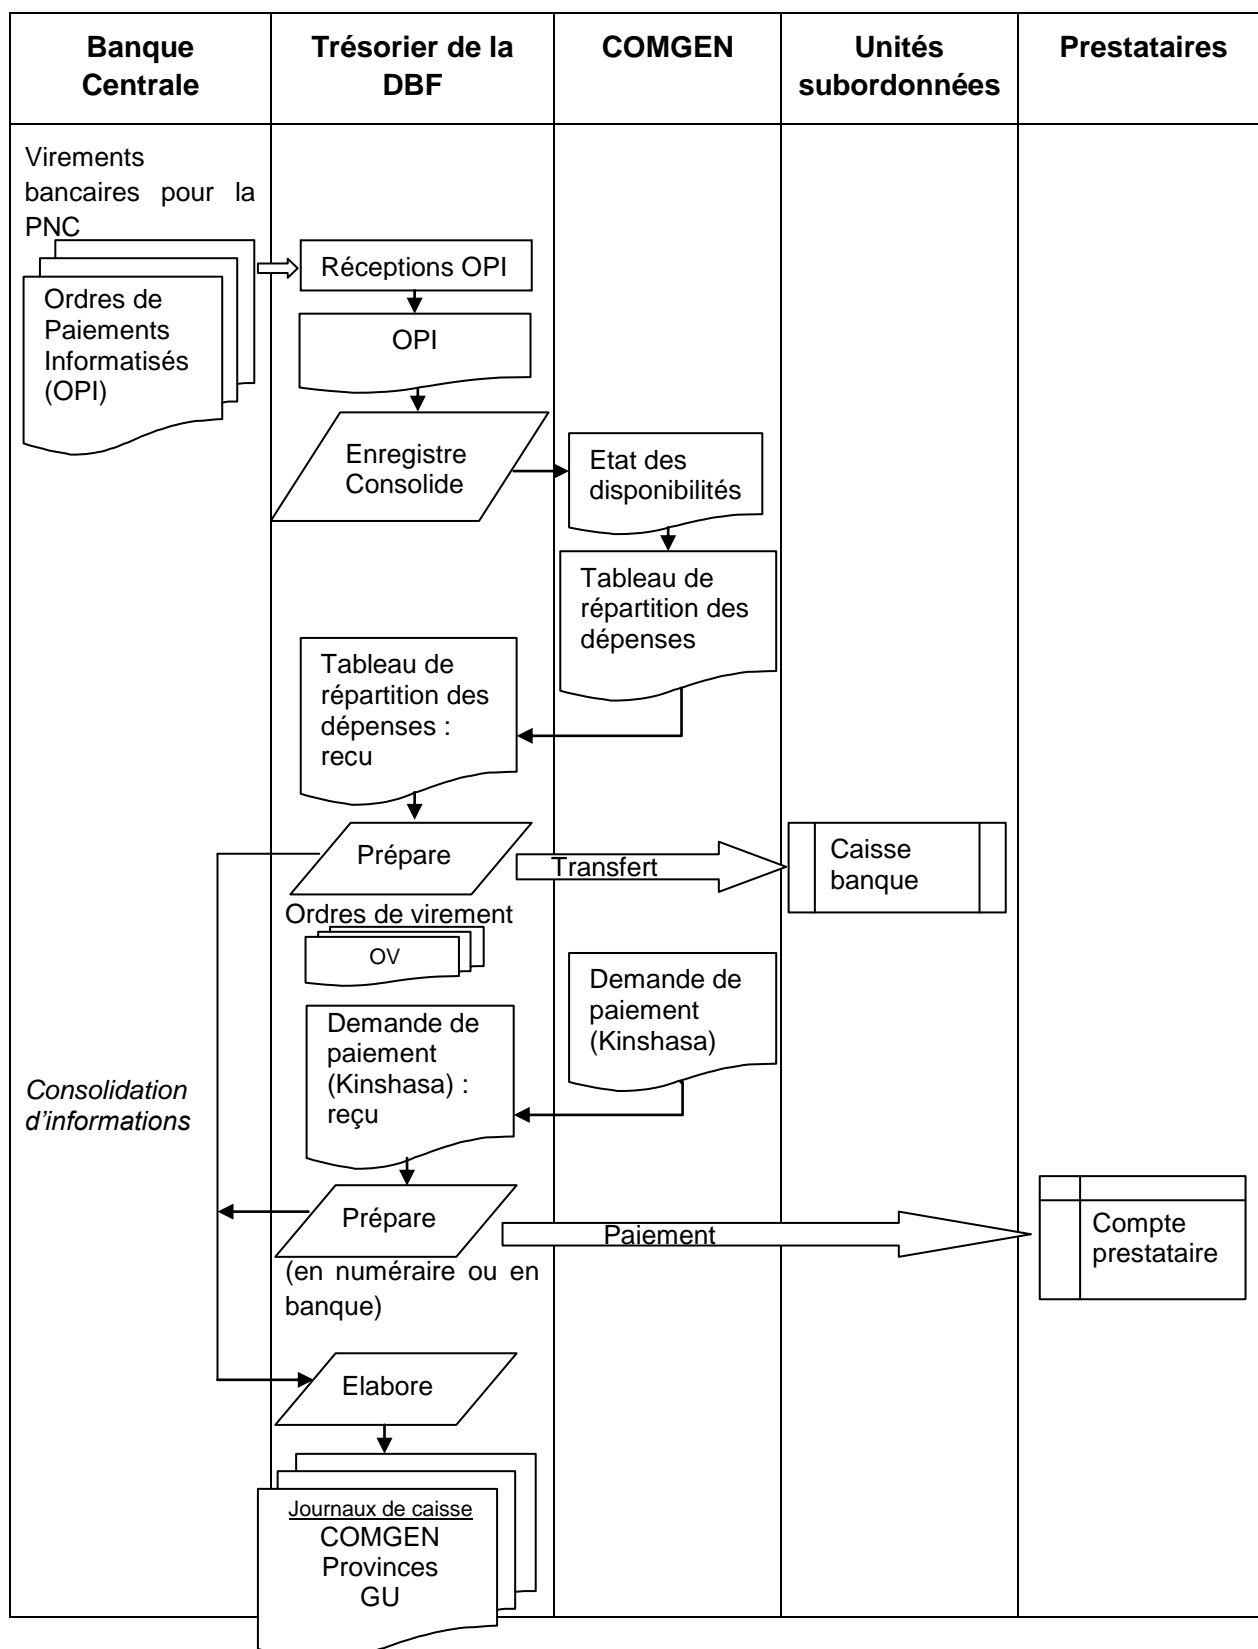 Banque
Centrale
Trésorier de la
DBF
COMGEN
Unités
subordonnées
Prestataires
Virements
bancaires pour la
PNC
Ordres de
Paiements
Informatisés
(OPI)
Réceptions OPI
OPI
Enregistre
Consolide
Etat des
disponibilités
Tableau de
répartition des
dépenses
Tableau de
répartition des
dépenses :
recu
Prépare
Transfert
Caisse
banque
Ordres de virement
OV
Demande de
paiement
(Kinshasa)
Demande de
paiement
(Kinshasa) :
reçu
Consolidation
d’informations
Prépare
Paiement
Compte
prestataire
(en numéraire ou en
banque)
Elabore
Journaux de caisse
COMGEN
Provinces
GU